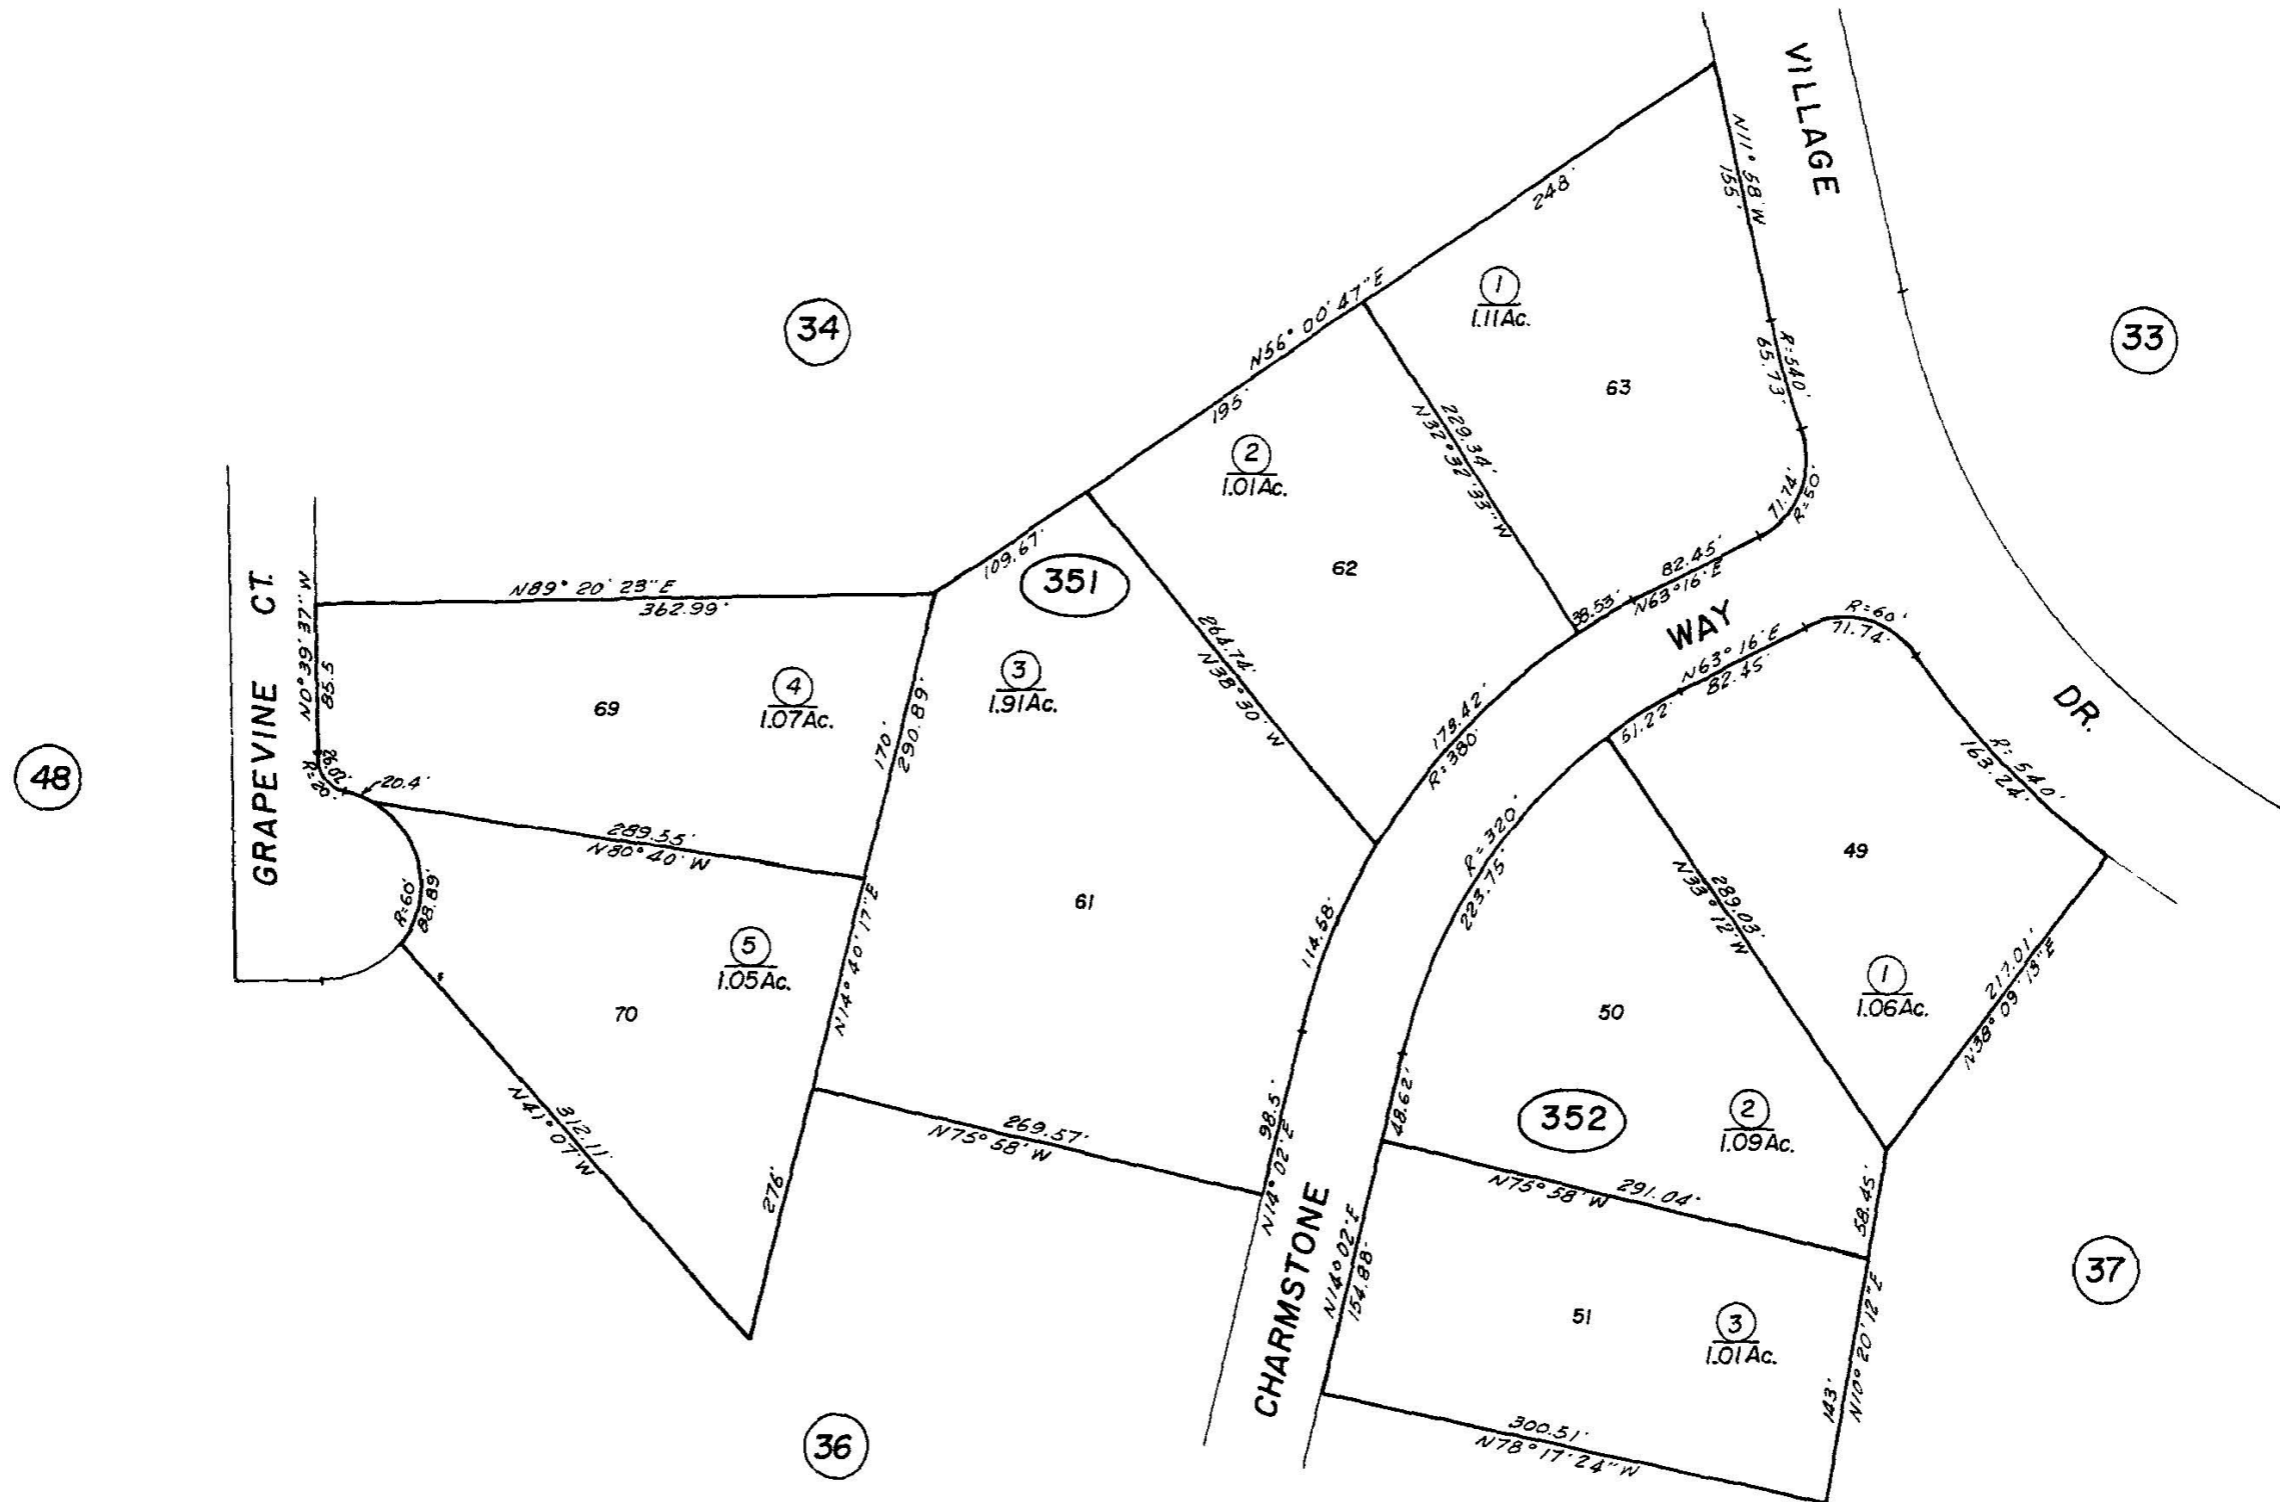 VILLAGE
N11° 58' W
155'
248'
34
33
1
1.11Ac.
63
R=540'
65.73'
N56° 00' 47" E
195'
229.34'
N32° 32' 33" W
2
1.01Ac.
62
71.74'
R=50'
82.45'
N63° 16' E
38.53'
WAY
GRAPEVINE CT.
N0° 39' 37" W
85.5
N89° 20' 23" E
362.99'
109.67'
351
264.74'
N38° 30' W
R=60'
71.74'
N63° 16' E
82.45'
51.22'
DR.
R=540'
163.24'
69
4
1.07Ac.
3
1.91Ac.
170'
290.89'
48
R=20'
20.4'
289.55'
N80° 40' W
R=380'
R=320'
223.75'
49
289.03'
N33° 12' W
R=60'
88.89'
61
5
1.05Ac.
N14° 40' 17" E
114.58'
70
50
1
1.06Ac.
217.01'
N38° 09' 13" E
312.11'
N41° 07' W
276'
269.57'
N75° 58' W
98.5'
N14° 02' E
48.62'
352
2
1.09Ac.
N75° 58' W
291.04'
58.45'
37
CHARMSTONE
N14° 02' E
154.88'
51
3
1.01Ac.
N10° 20' 12" E
143'
36
300.51'
N78° 17' 24" W